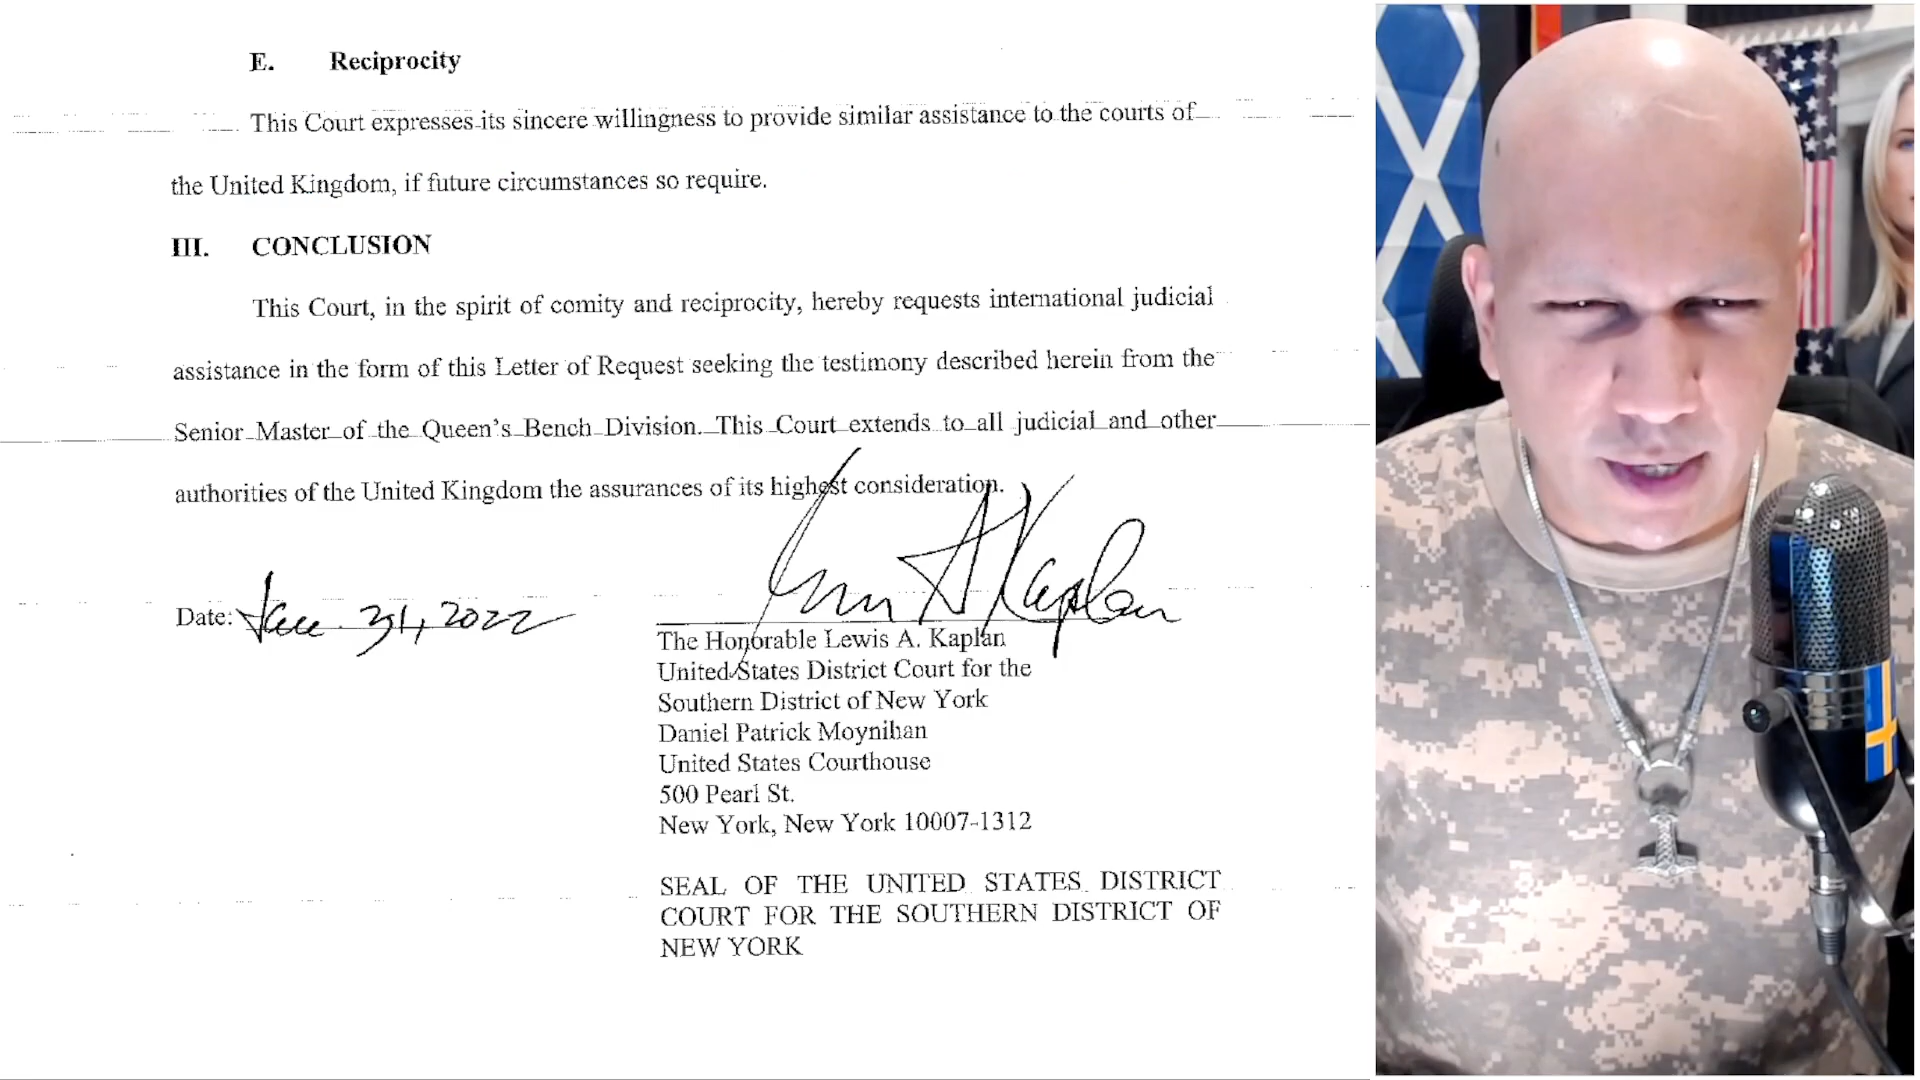 E. Reciprocity
This Court expresses its sincere willingness to provide similar assistance to the courts of
the United Kingdom, if future circumstances so require.
III. CONCLUSION
This Court, in the spirit of comity and reciprocity, hereby requests international judicial
assistance in the form of this Letter of Request seeking the testimony described herein from the
Senior Master of the Queen's Bench Division. This Court extends to all judicial and other
authorities of the United Kingdom the assurances of its highest consideration.
Date: Jan. 31, 2022
Lewis A Kaplan
The Honorable Lewis A. Kaplan
United States District Court for the
Southern District of New York
Daniel Patrick Moynihan
United States Courthouse
500 Pearl St.
New York, New York 10007-1312
SEAL OF THE UNITED STATES DISTRICT
COURT FOR THE SOUTHERN DISTRICT OF
NEW YORK